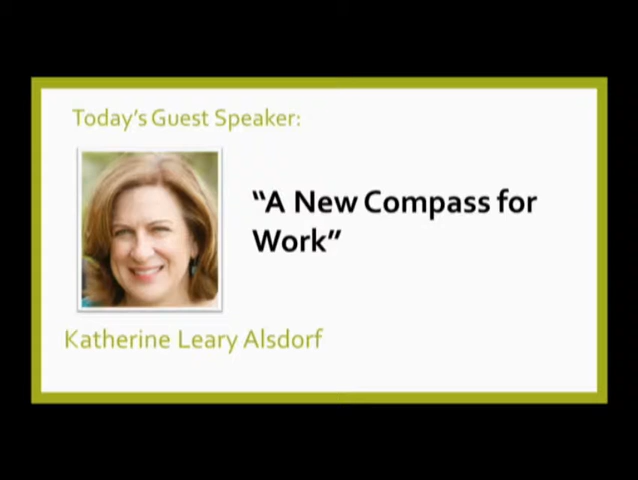 Today's Guest Speaker:
“A New Compass for
Work”
Katherine Leary Alsdorf